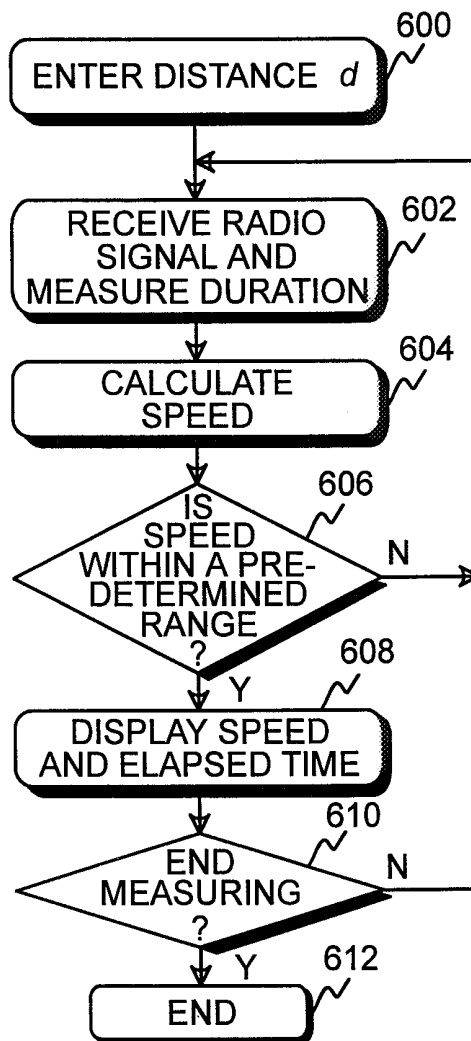 600
ENTER DISTANCE d
602
RECEIVE RADIO
SIGNAL AND
MEASURE DURATION
604
CALCULATE
SPEED
606
IS
SPEED
WITHIN A PRE-
DETERMINED
RANGE
?
N
Y
608
DISPLAY SPEED
AND ELAPSED TIME
610
END
MEASURING
?
N
Y
612
END